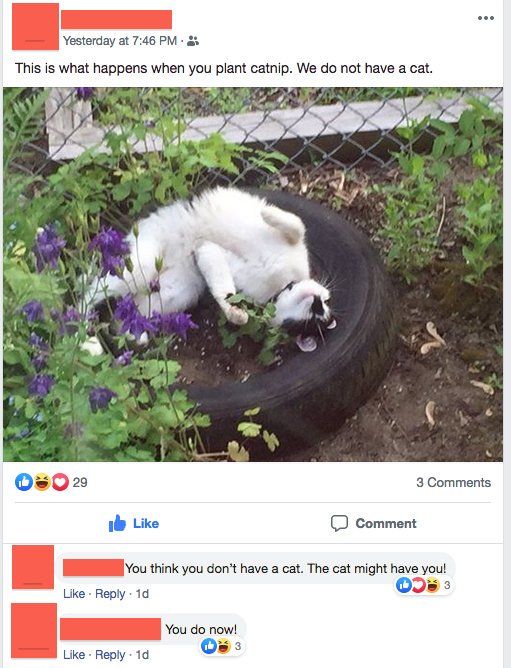 Yesterday at 7:46 PM ·
This is what happens when you plant catnip. We do not have a cat.
29
3 Comments
Like
Comment
You think you don't have a cat. The cat might have you!
3
Like · Reply · 1d
You do now!
3
Like · Reply · 1d